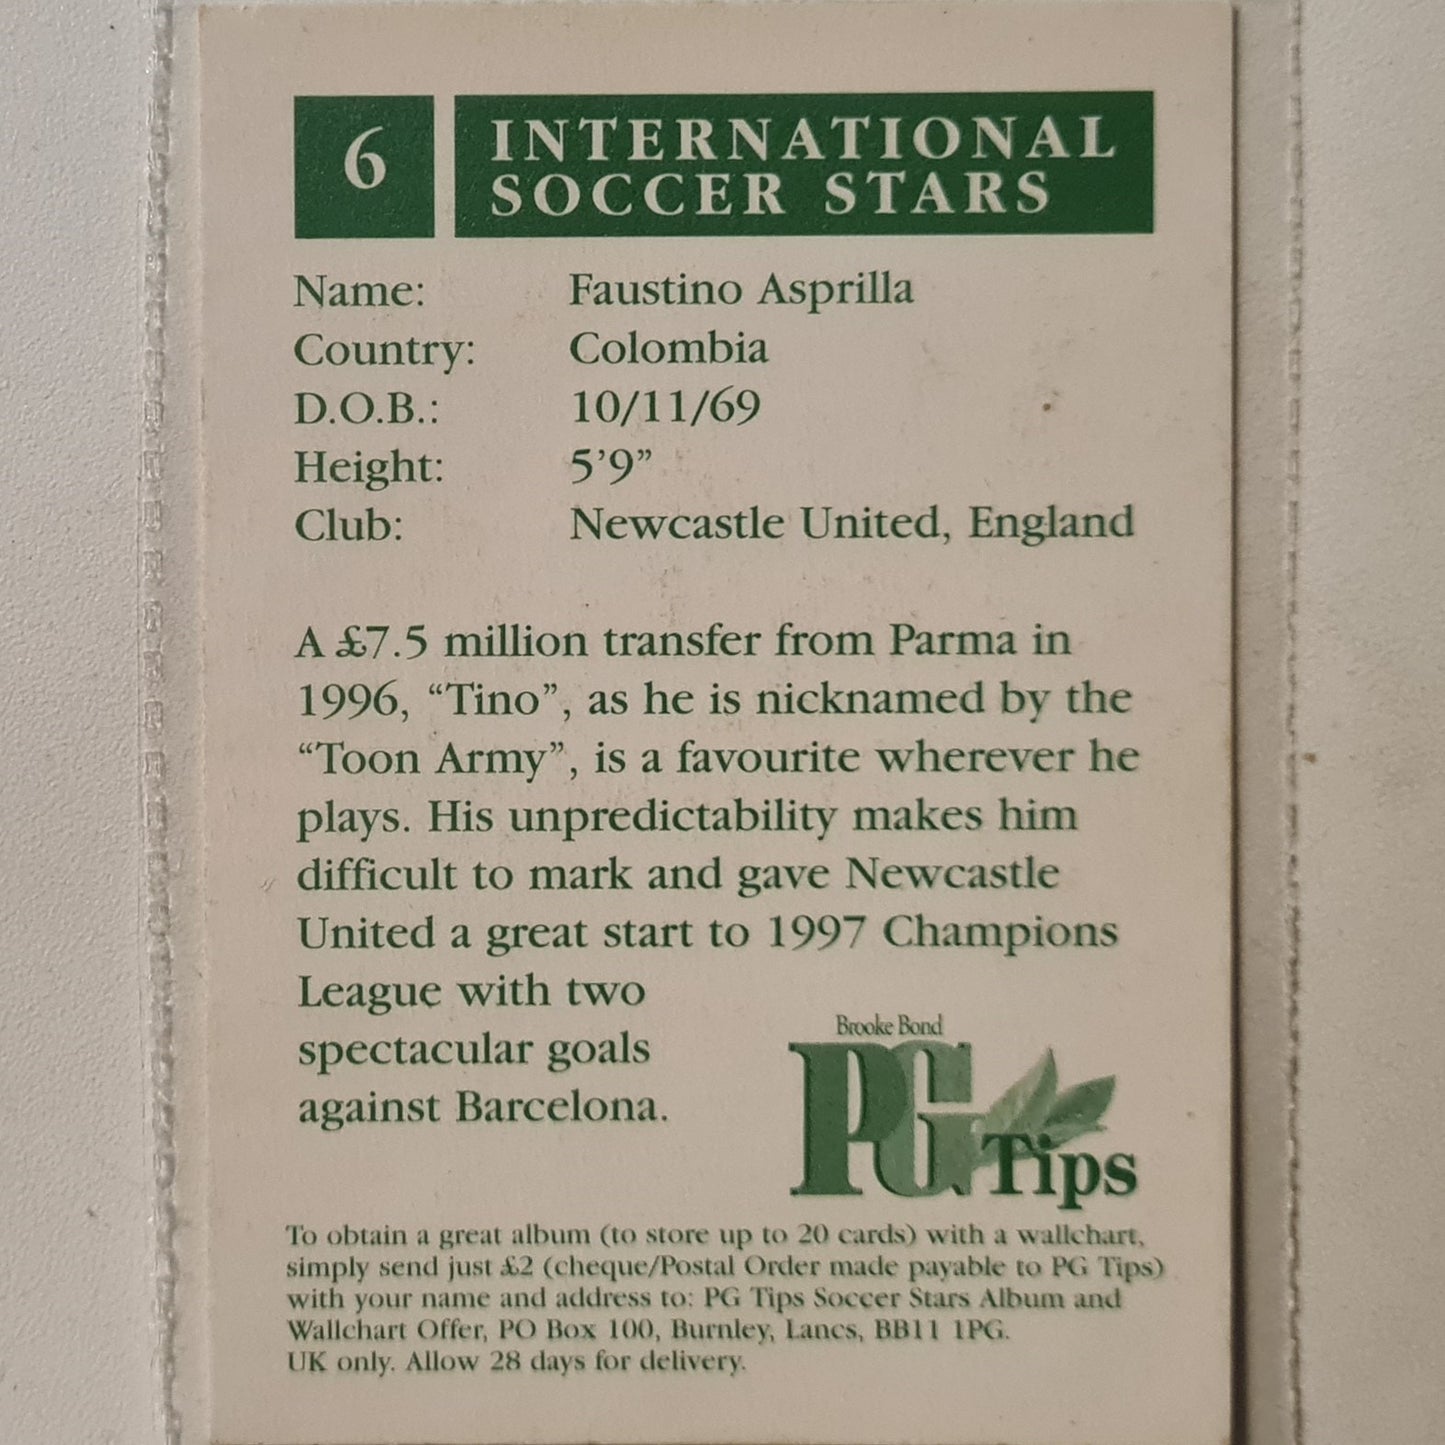 6
INTERNATIONAL
SOCCER STARS
Name: Faustino Asprilla
Country: Colombia
D.O.B.: 10/11/69
Height: 5’9”
Club: Newcastle United, England
A £7.5 million transfer from Parma in
1996, “Tino”, as he is nicknamed by the
“Toon Army”, is a favourite wherever he
plays. His unpredictability makes him
difficult to mark and gave Newcastle
United a great start to 1997 Champions
League with two
spectacular goals
against Barcelona.
Brooke Bond
PG Tips
To obtain a great album (to store up to 20 cards) with a wallchart,
simply send just £2 (cheque/Postal Order made payable to PG Tips)
with your name and address to: PG Tips Soccer Stars Album and
Wallchart Offer, PO Box 100, Burnley, Lancs, BB11 1PG.
UK only. Allow 28 days for delivery.